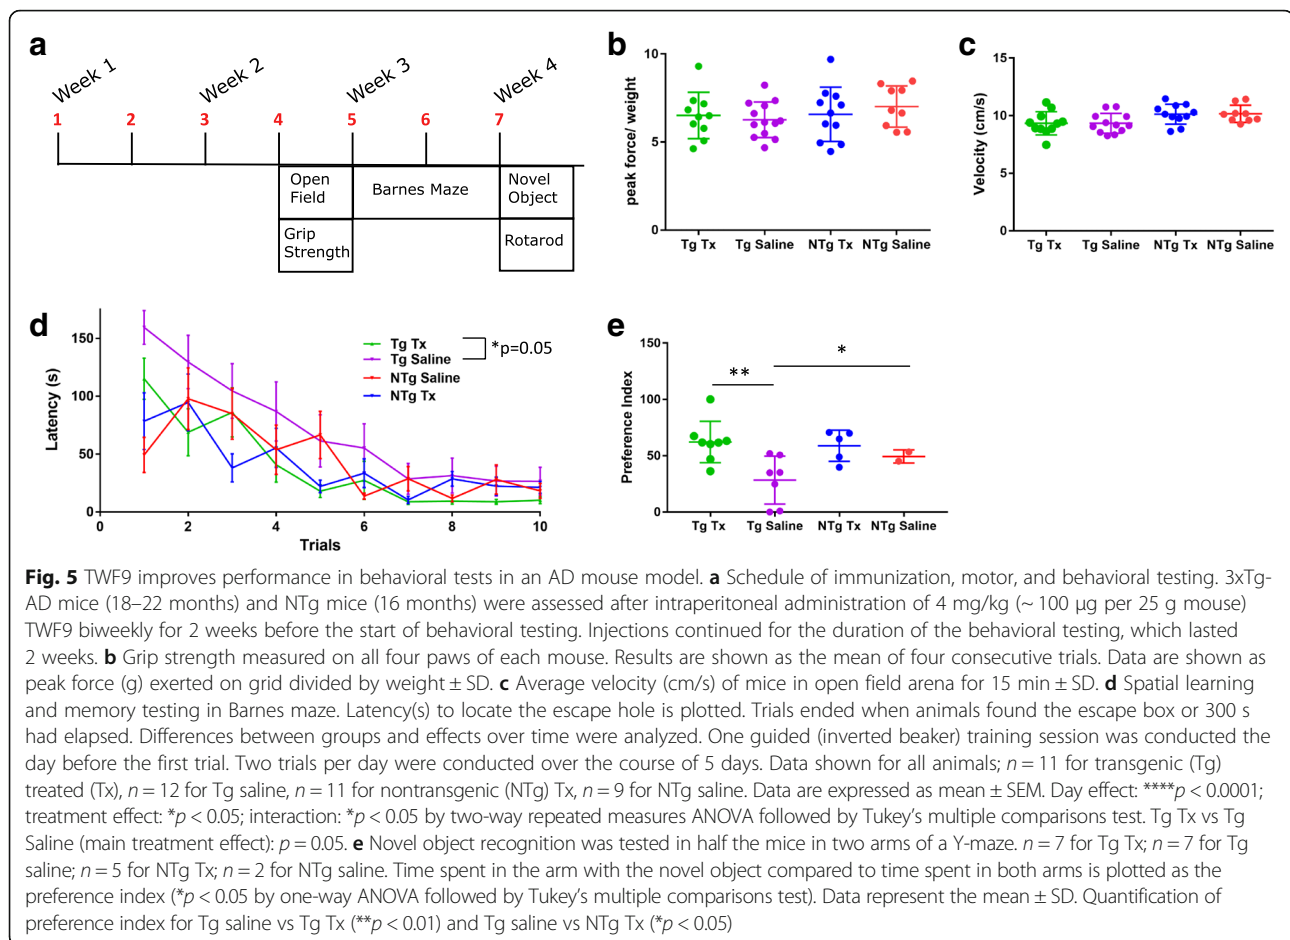 a
Week 1
Week 2
Week 3
Week 4
1 2 3 4 5 6 7
Open Field
Barnes Maze
Novel Object
Grip Strength
Rotarod
b
peak force/ weight
10
5
0
Tg Tx Tg Saline NTg Tx NTg Saline
c
Velocity (cm/s)
15
10
5
0
Tg Tx Tg Saline NTg Tx NTg Saline
d
Latency (s)
150
100
50
0
0 2 4 6 8 10
Trials
Tg Tx
Tg Saline
NTg Saline
NTg Tx
*p=0.05
e
Preference Index
150
100
50
0
**
*
Tg Tx Tg Saline NTg Tx NTg Saline
Fig. 5 TWF9 improves performance in behavioral tests in an AD mouse model. a Schedule of immunization, motor, and behavioral testing. 3xTg-
AD mice (18–22 months) and NTg mice (16 months) were assessed after intraperitoneal administration of 4 mg/kg (~ 100 μg per 25 g mouse)
TWF9 biweekly for 2 weeks before the start of behavioral testing. Injections continued for the duration of the behavioral testing, which lasted
2 weeks. b Grip strength measured on all four paws of each mouse. Results are shown as the mean of four consecutive trials. Data are shown as
peak force (g) exerted on grid divided by weight ± SD. c Average velocity (cm/s) of mice in open field arena for 15 min ± SD. d Spatial learning
and memory testing in Barnes maze. Latency(s) to locate the escape hole is plotted. Trials ended when animals found the escape box or 300 s
had elapsed. Differences between groups and effects over time were analyzed. One guided (inverted beaker) training session was conducted the
day before the first trial. Two trials per day were conducted over the course of 5 days. Data shown for all animals; n = 11 for transgenic (Tg)
treated (Tx), n = 12 for Tg saline, n = 11 for nontransgenic (NTg) Tx, n = 9 for NTg saline. Data are expressed as mean ± SEM. Day effect: ****p < 0.0001;
treatment effect: *p < 0.05; interaction: *p < 0.05 by two-way repeated measures ANOVA followed by Tukey's multiple comparisons test. Tg Tx vs Tg
Saline (main treatment effect): p = 0.05. e Novel object recognition was tested in half the mice in two arms of a Y-maze. n = 7 for Tg Tx; n = 7 for Tg
saline; n = 5 for NTg Tx; n = 2 for NTg saline. Time spent in the arm with the novel object compared to time spent in both arms is plotted as the
preference index (*p < 0.05 by one-way ANOVA followed by Tukey's multiple comparisons test). Data represent the mean ± SD. Quantification of
preference index for Tg saline vs Tg Tx (**p < 0.01) and Tg saline vs NTg Tx (*p < 0.05)